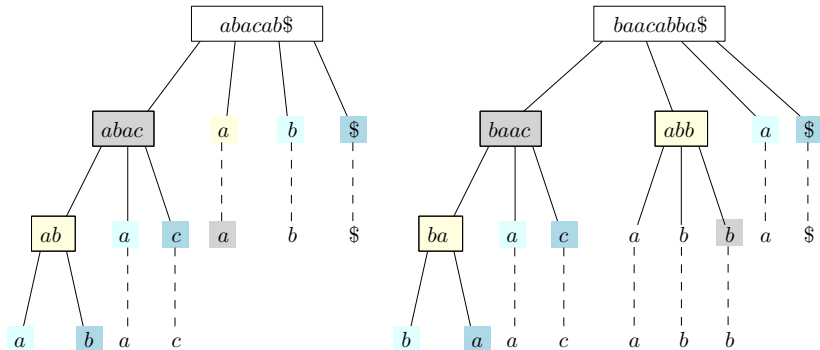 abacab$ baacabba$
abac a b $ baac abb a $
ab a c a b $ ba a c a b b a $
a b a c b a a c a b b